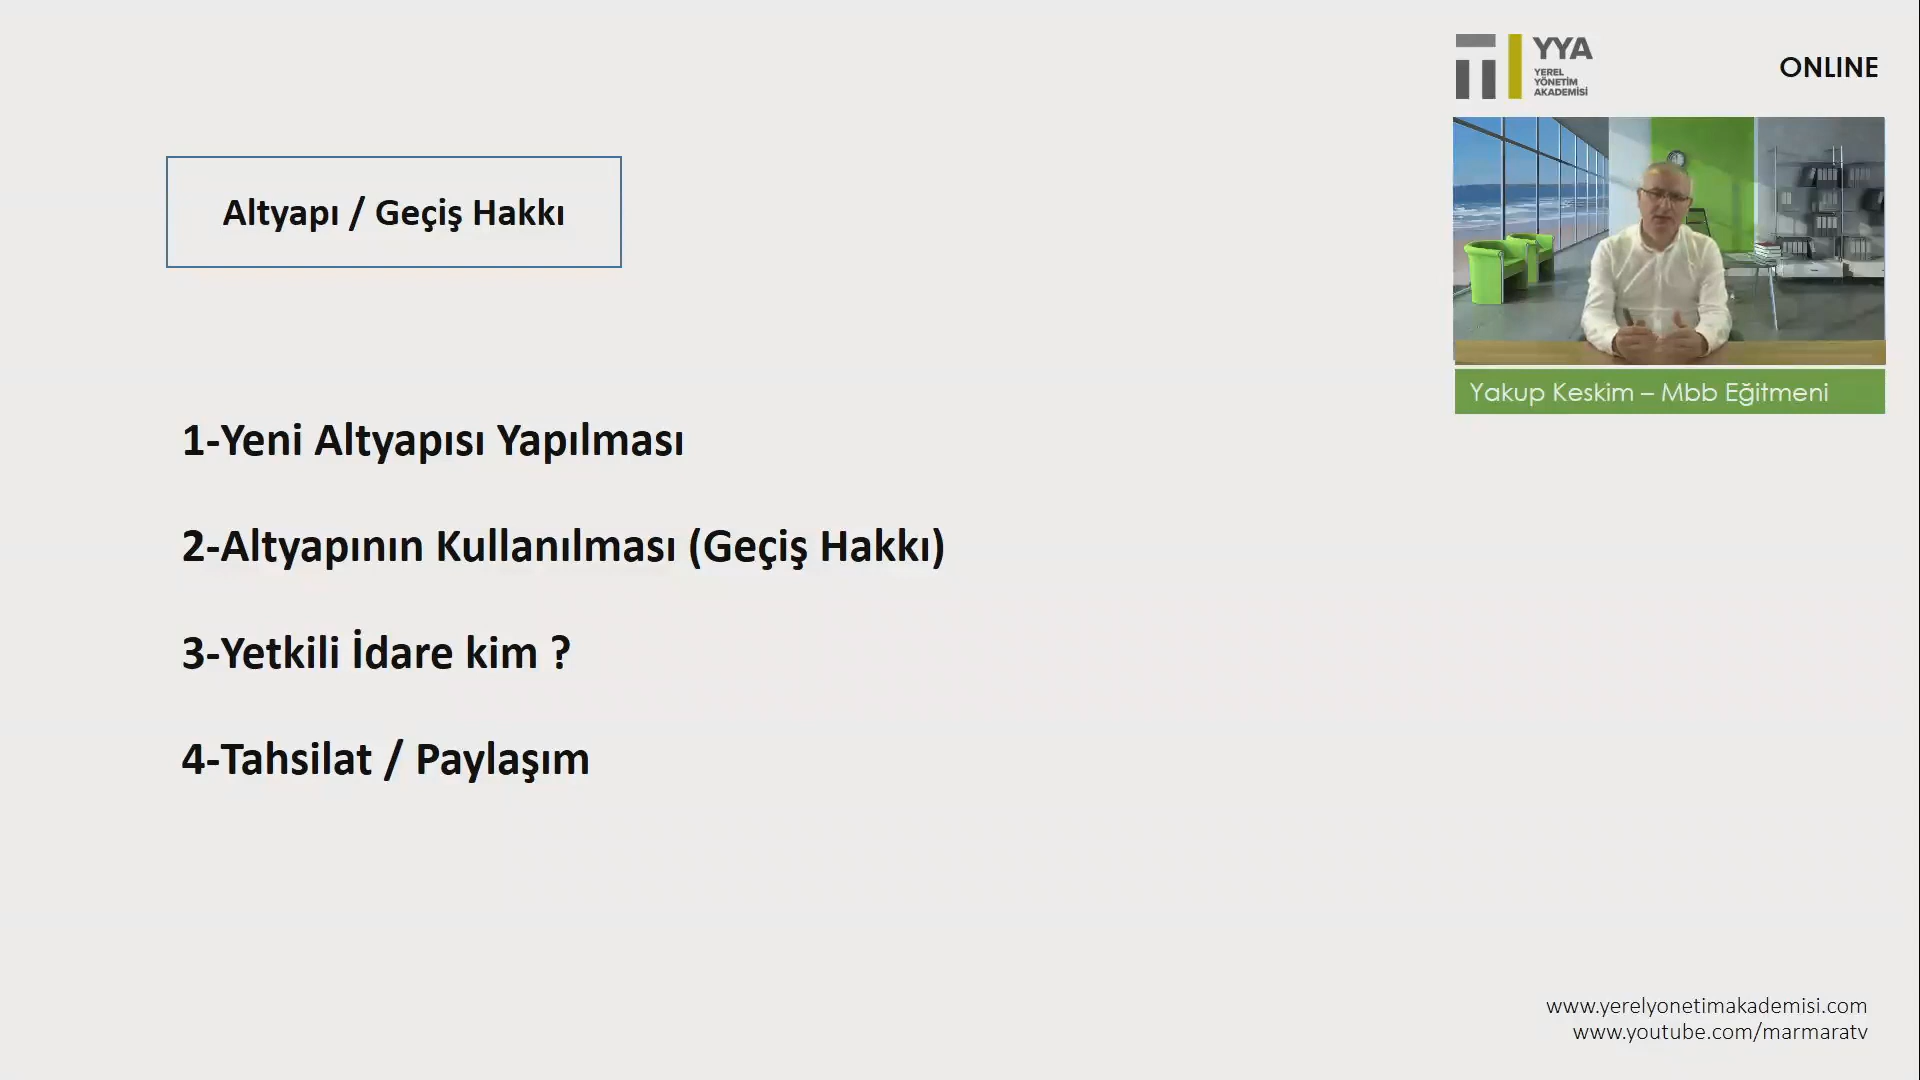 YYA
YEREL
YÖNETİM
AKADEMİSİ
ONLINE
Altyapı / Geçiş Hakkı
Yakup Keskim – Mbb Eğitmeni
1-Yeni Altyapısı Yapılması
2-Altyapının Kullanılması (Geçiş Hakkı)
3-Yetkili İdare kim ?
4-Tahsilat / Paylaşım
www.yerelyonetimakademisi.com
www.youtube.com/marmaratv